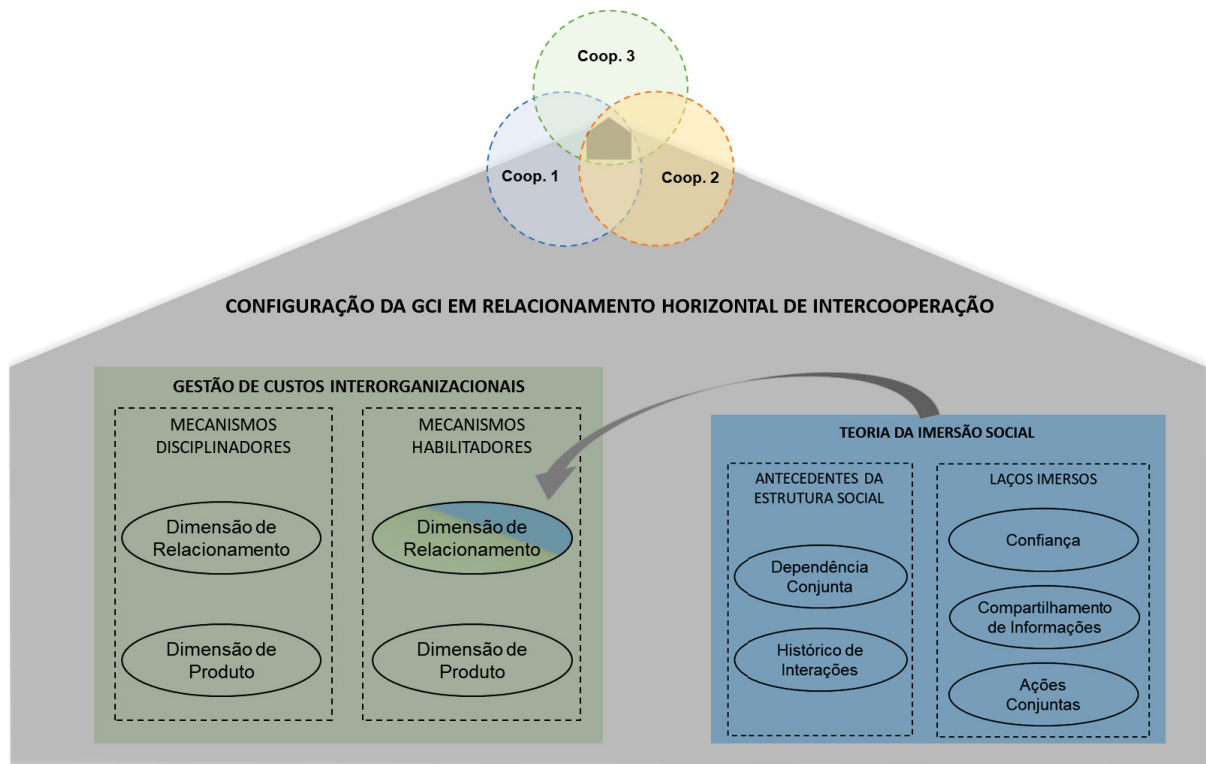 Coop. 3
Coop. 1
Coop. 2
CONFIGURAÇÃO DA GCI EM RELACIONAMENTO HORIZONTAL DE INTERCOOPERAÇÃO
GESTÃO DE CUSTOS INTERORGANIZACIONAIS
MECANISMOS
DISCIPLINADORES
Dimensão de
Relacionamento
Dimensão de
Produto
MECANISMOS
HABILITADORES
Dimensão de
Relacionamento
Dimensão de
Produto
TEORIA DA IMERSÃO SOCIAL
ANTECEDENTES DA
ESTRUTURA SOCIAL
Dependência
Conjunta
Histórico de
Interações
LAÇOS IMERSOS
Confiança
Compartilhamento
de Informações
Ações
Conjuntas